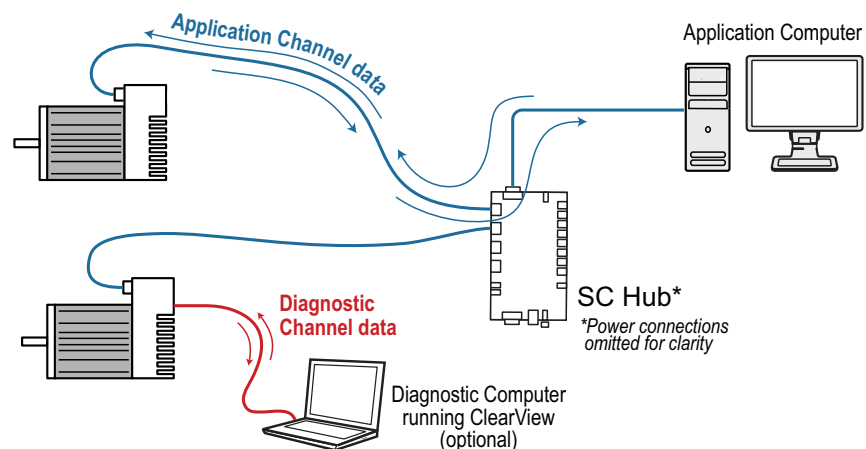 Application Channel data
Application Computer
SC Hub*
*Power connections
omitted for clarity
Diagnostic
Channel data
Diagnostic Computer
running ClearView
(optional)